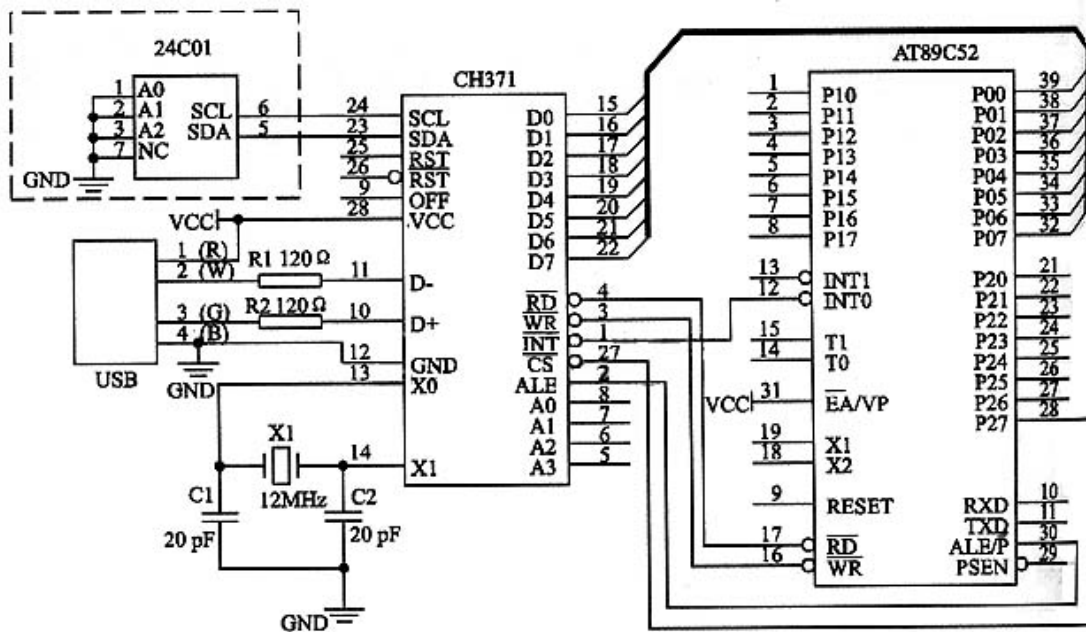 24C01
1 A0
2 A1
3 A2
7 NC
SCL 6
SDA 5
GND
CH371
24 SCL
23 SDA
25 RST
26 RST
9 OFF
28 VCC
VCC
11 D-
10 D+
12 GND
13 X0
14 X1
D0 15
D1 16
D2 17
D3 18
D4 19
D5 20
D6 21
D7 22
RD 4
WR 3
INT 1
CS 27
ALE 2
A0 8
A1 7
A2 6
A3 5
1 (R)
2 (W)
3 (G)
4 (B)
USB
R1 120 Ω
R2 120 Ω
GND
X1
12MHz
C1
20 pF
C2
20 pF
GND
AT89C52
1 P10
2 P11
3 P12
4 P13
5 P14
6 P15
7 P16
8 P17
13 INT1
12 INT0
15 T1
14 T0
VCC 31 EA/VP
19 X1
18 X2
9 RESET
17 RD
16 WR
P00 39
P01 38
P02 37
P03 36
P04 35
P05 34
P06 33
P07 32
P20 21
P21 22
P22 23
P23 24
P24 25
P25 26
P26 27
P27 28
RXD 10
TXD 11
ALE/P 30
PSEN 29